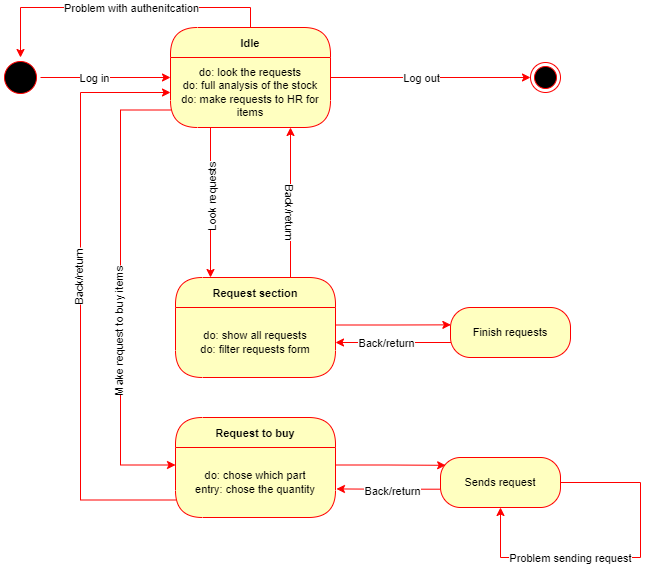 Problem with authenitcation
Idle
do: look the requests
do: full analysis of the stock
do: make requests to HR for
items
Log in
Log out
Look requests
Back/return
Back/return
Make request to buy items
Request section
do: show all requests
do: filter requests form
Finish requests
Back/return
Request to buy
do: chose which part
entry: chose the quantity
Sends request
Back/return
Problem sending request